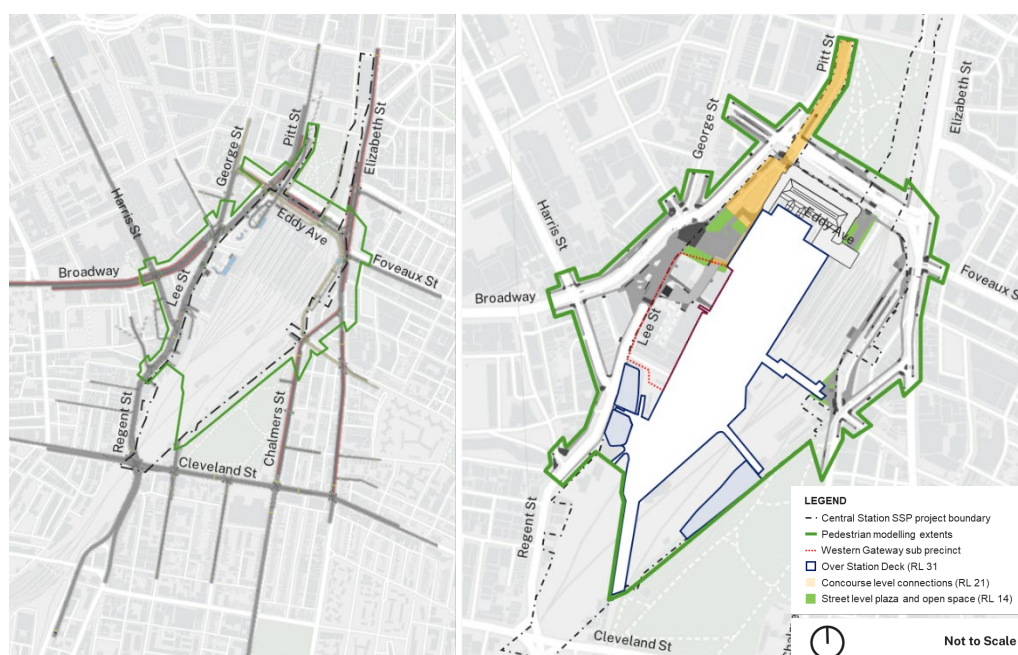 Pitt St
George St
Elizabeth St
Harris St
Eddy Ave
Broadway
Lee St
Foveaux St
Regent St
Chalmers St
Cleveland St
Pitt St
Elizabeth St
George St
Harris St
Eddy Ave
Foveaux St
Broadway
Lee St
Regent St
Cleveland St
LEGEND
Central Station SSP project boundary
Pedestrian modelling extents
Western Gateway sub precinct
Over Station Deck (RL 31
Concourse level connections (RL 21)
Street level plaza and open space (RL 14)
Not to Scale